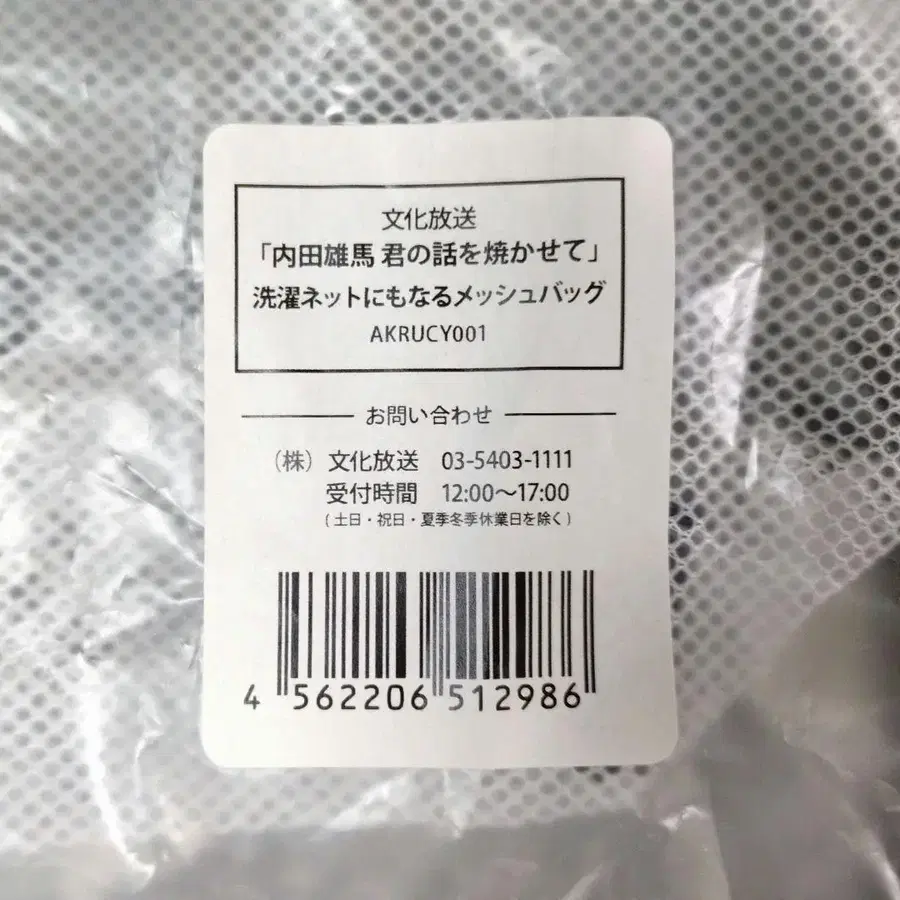 文化放送
「内田雄馬 君の話を焼かせて」
洗濯ネットにもなるメッシュバッグ
AKRUCY001
お問い合わせ
（株）文化放送 03-5403-1111
受付時間 12:00～17:00
(土日・祝日・夏季冬季休業日を除く)
4 562206 512986